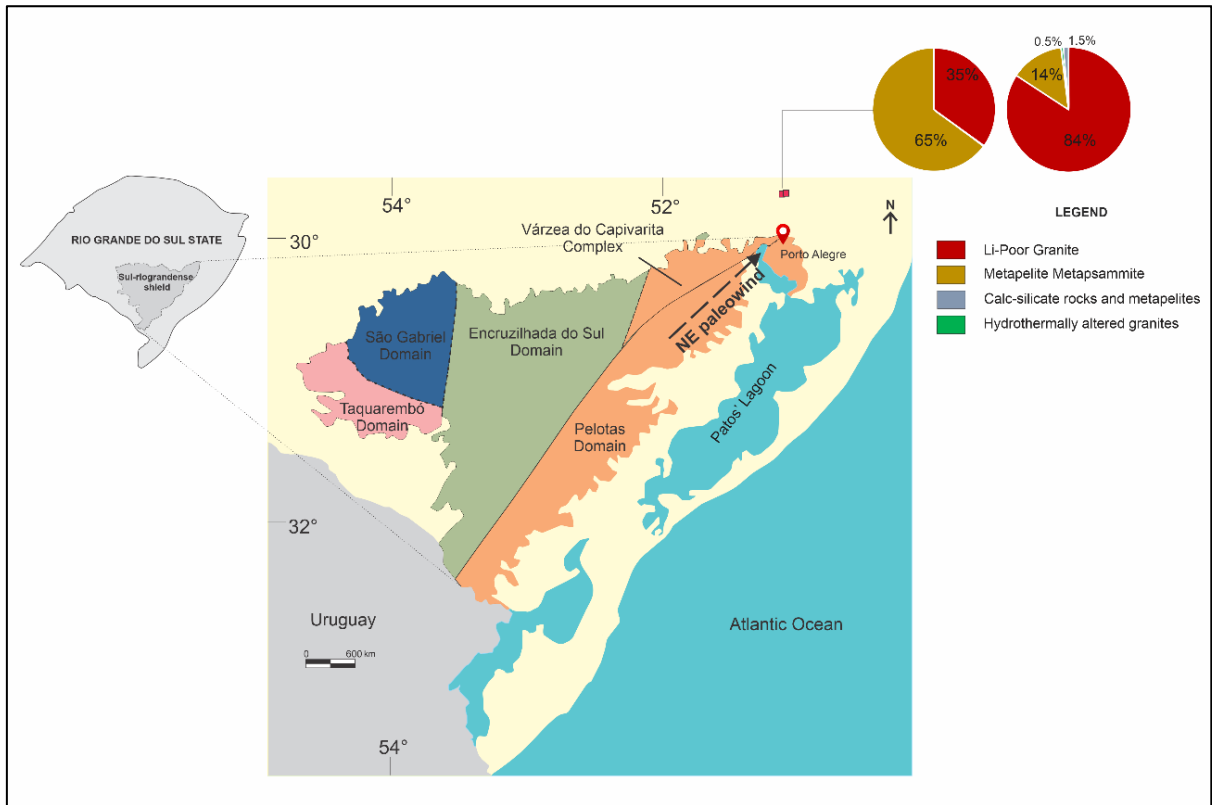 0.5%
1.5%
35%
14%
65%
84%
54°
52°
N
LEGEND
30°
Várzea do Capivarita
Complex
Porto Alegre
RIO GRANDE DO SUL STATE
Sul-riograndense
shield
Li-Poor Granite
Metapelite Metapsammite
Calc-silicate rocks and metapelites
Hydrothermally altered granites
NE paleowind
São Gabriel
Domain
Encruzilhada do Sul
Domain
Taquarembó
Domain
Pelotas
Domain
Patos' Lagoon
32°
Uruguay
Atlantic Ocean
0 600 km
54°